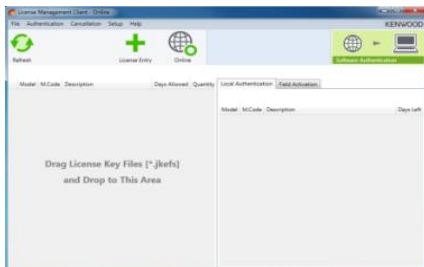 License Management Client - Online
File Authentication Cancellation Setup Help
KENWOOD
Refresh
License Entry
Online
Software Authentication
Model M.Code Description Days Allowed Quantity
Local Authentication Field Activation
Model M.Code Description Days Left
Drag License Key Files [*.jkefs]
and Drop to This Area